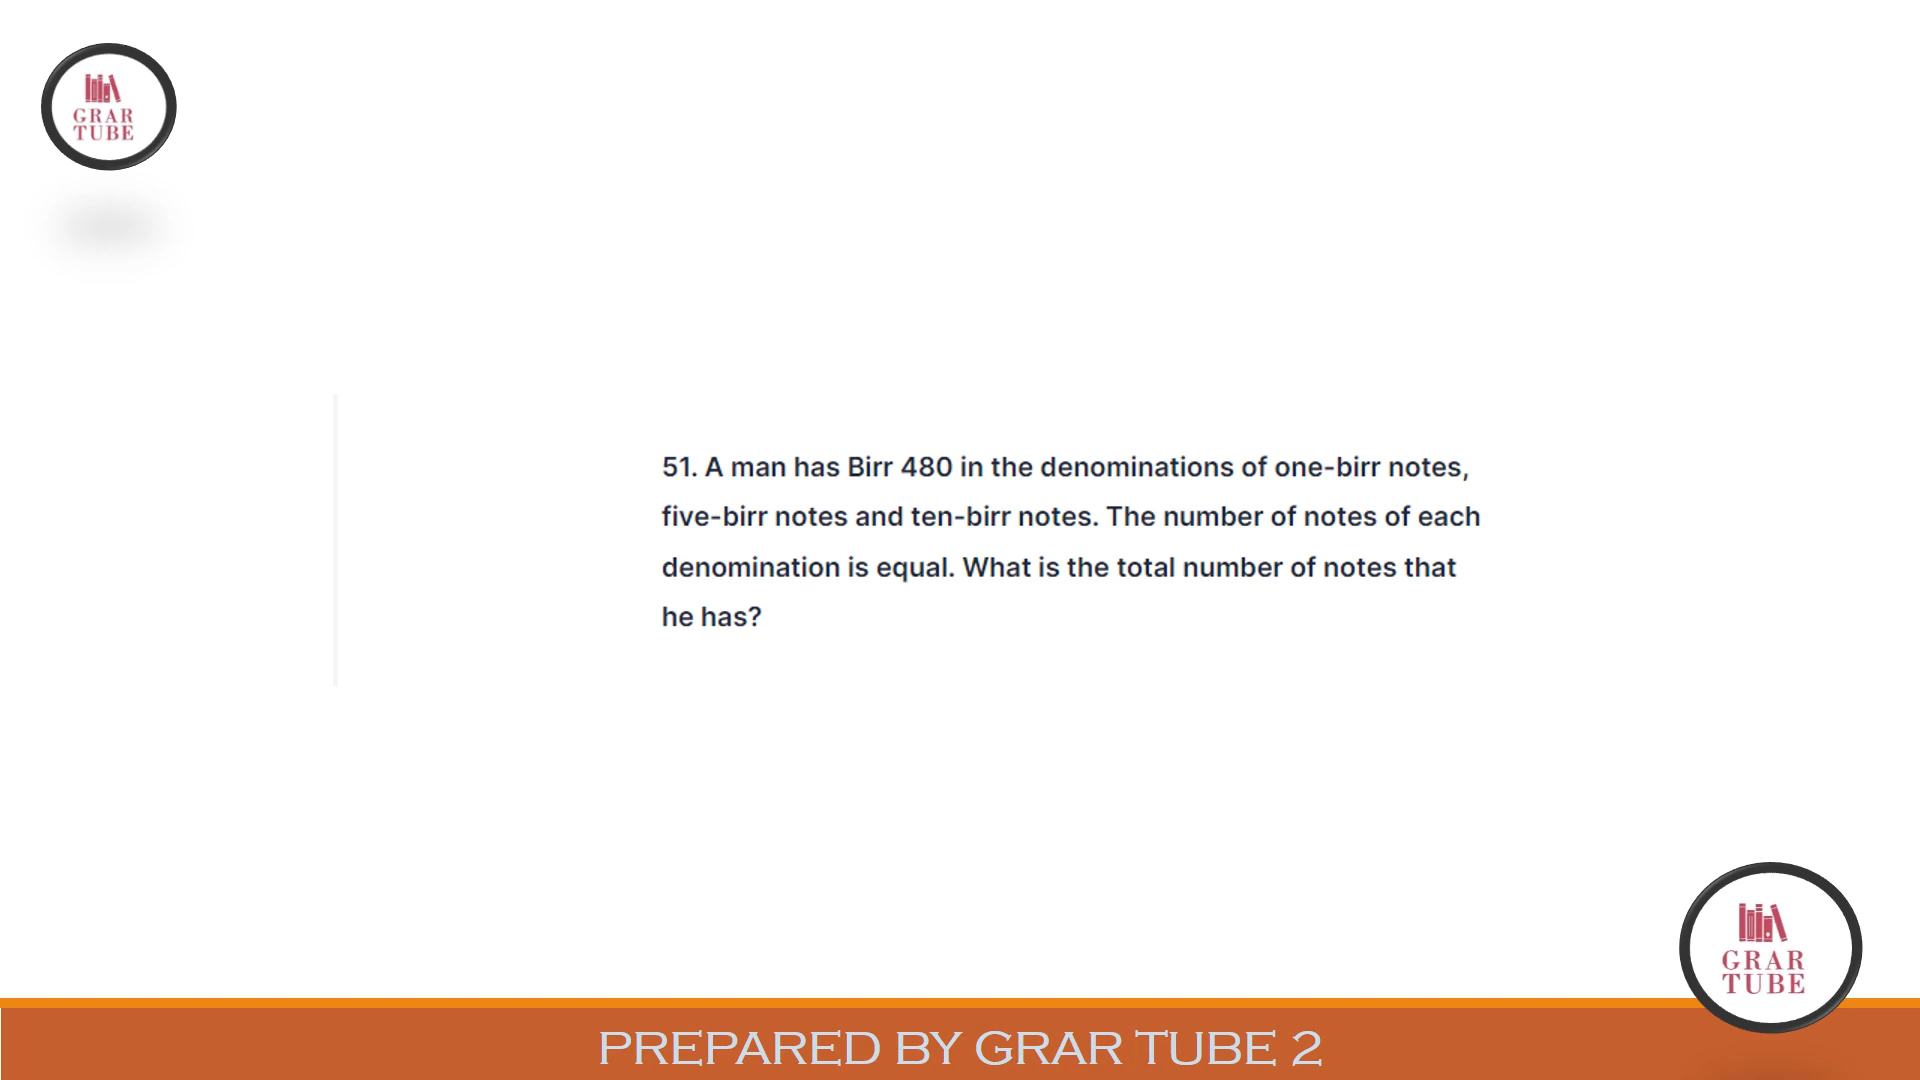 GRAR
TUBE
51. A man has Birr 480 in the denominations of one-birr notes,
five-birr notes and ten-birr notes. The number of notes of each
denomination is equal. What is the total number of notes that
he has?
GRAR
TUBE
PREPARED BY GRAR TUBE 2